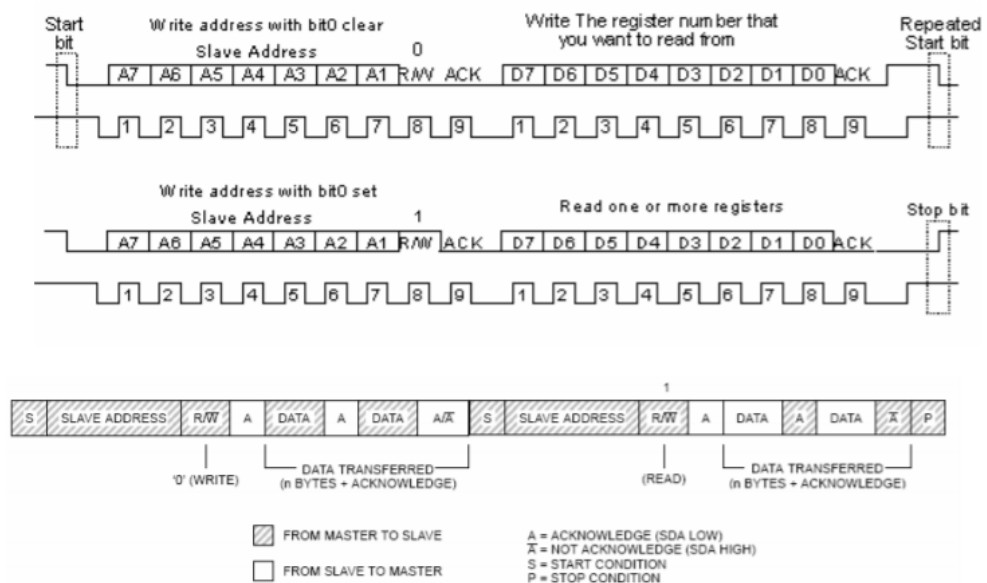 Start bit
Write address with bit0 clear
Write The register number that you want to read from
Repeated Start bit
Slave Address
0
A7 A6 A5 A4 A3 A2 A1 R/W ACK D7 D6 D5 D4 D3 D2 D1 D0 ACK
1 2 3 4 5 6 7 8 9 1 2 3 4 5 6 7 8 9
Write address with bit0 set
Slave Address
1
Read one or more registers
Stop bit
A7 A6 A5 A4 A3 A2 A1 R/W ACK D7 D6 D5 D4 D3 D2 D1 D0 ACK
1 2 3 4 5 6 7 8 9 1 2 3 4 5 6 7 8 9
1
S SLAVE ADDRESS R/W̅ A DATA A DATA A/A̅ S SLAVE ADDRESS R/W̅ A DATA A DATA A̅ P
'0' (WRITE)
DATA TRANSFERRED
(n BYTES + ACKNOWLEDGE)
(READ)
DATA TRANSFERRED
(n BYTES + ACKNOWLEDGE)
FROM MASTER TO SLAVE
FROM SLAVE TO MASTER
A = ACKNOWLEDGE (SDA LOW)
A̅ = NOT ACKNOWLEDGE (SDA HIGH)
S = START CONDITION
P = STOP CONDITION